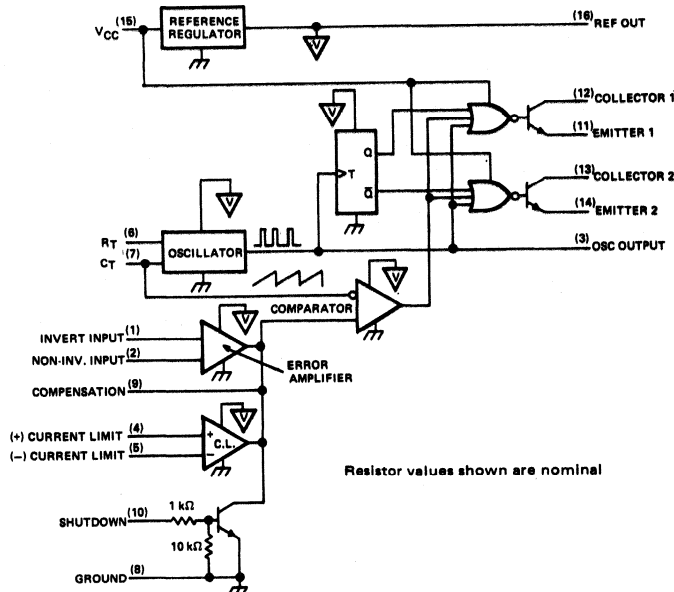 (15)
VCC
REFERENCE
REGULATOR
V
(16)
REF OUT
(12) COLLECTOR 1
(11)
EMITTER 1
V
Q
T
Q̅
(13)
COLLECTOR 2
(14)
EMITTER 2
V
RT (6)
(7)
CT
OSCILLATOR
(3)
OSC OUTPUT
COMPARATOR
V
V
INVERT INPUT (1)
NON-INV. INPUT (2)
ERROR
AMPLIFIER
COMPENSATION (9)
V
(+) CURRENT LIMIT (4)
(−) CURRENT LIMIT (5)
+
C.L.
−
Resistor values shown are nominal
SHUTDOWN (10)
1 kΩ
10 kΩ
GROUND (8)